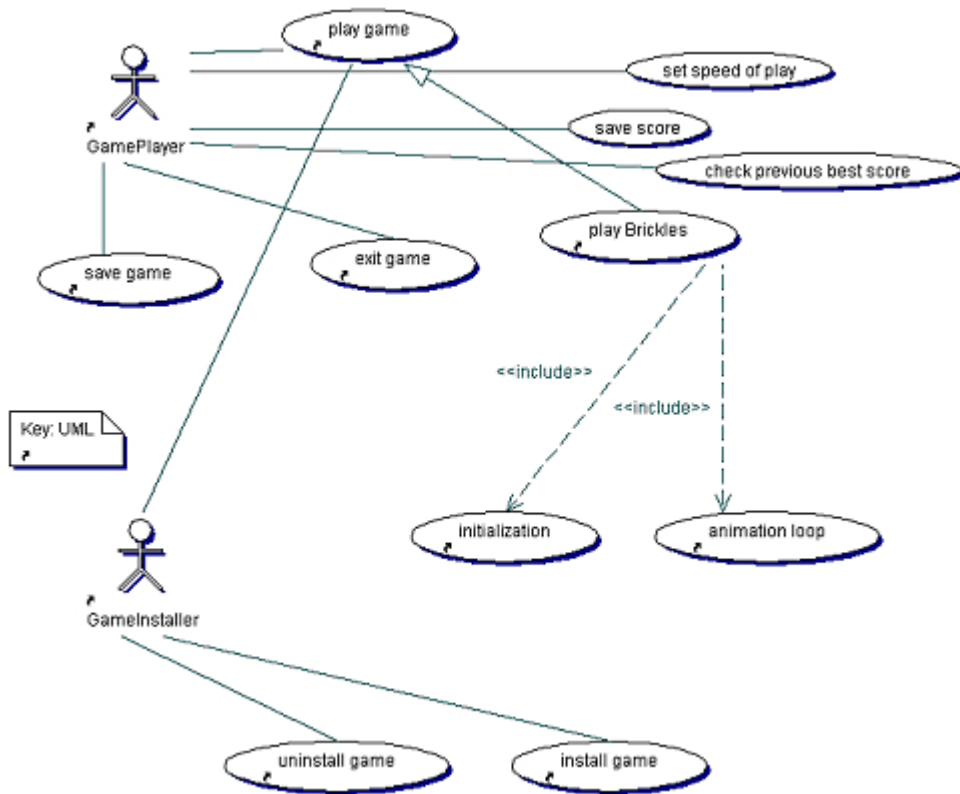 play game
set speed of play
save score
GamePlayer
check previous best score
play Brickles
exit game
save game
<<include>>
<<include>>
Key: UML
initialization
animation loop
GameInstaller
uninstall game
install game